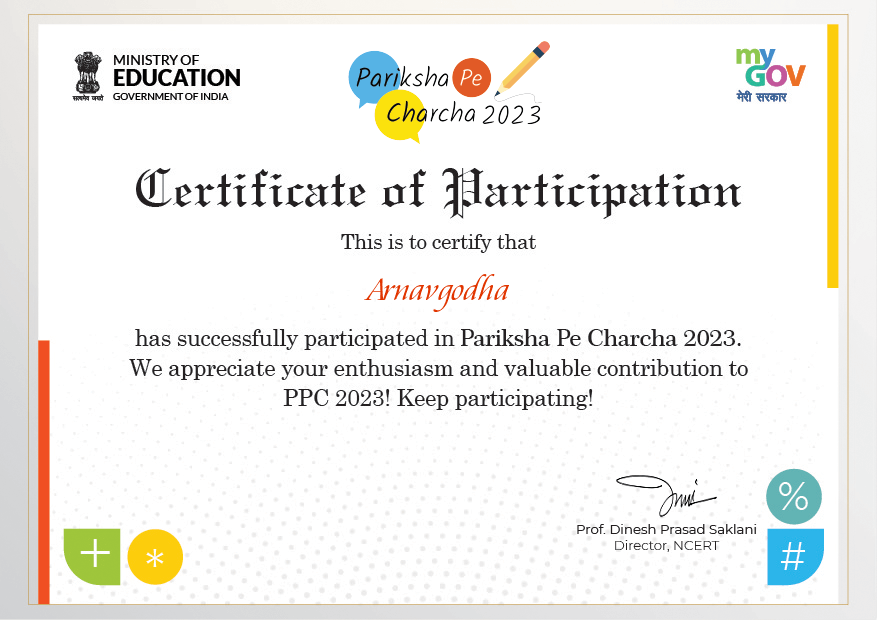 सत्यमेव जयते
MINISTRY OF
EDUCATION
GOVERNMENT OF INDIA
Pariksha Pe
Charcha 2023
my
GOV
मेरी सरकार
Certificate of Participation
This is to certify that
Arnavgodha
has successfully participated in Pariksha Pe Charcha 2023.
We appreciate your enthusiasm and valuable contribution to
PPC 2023! Keep participating!
Prof. Dinesh Prasad Saklani
Director, NCERT
%
+
*
#